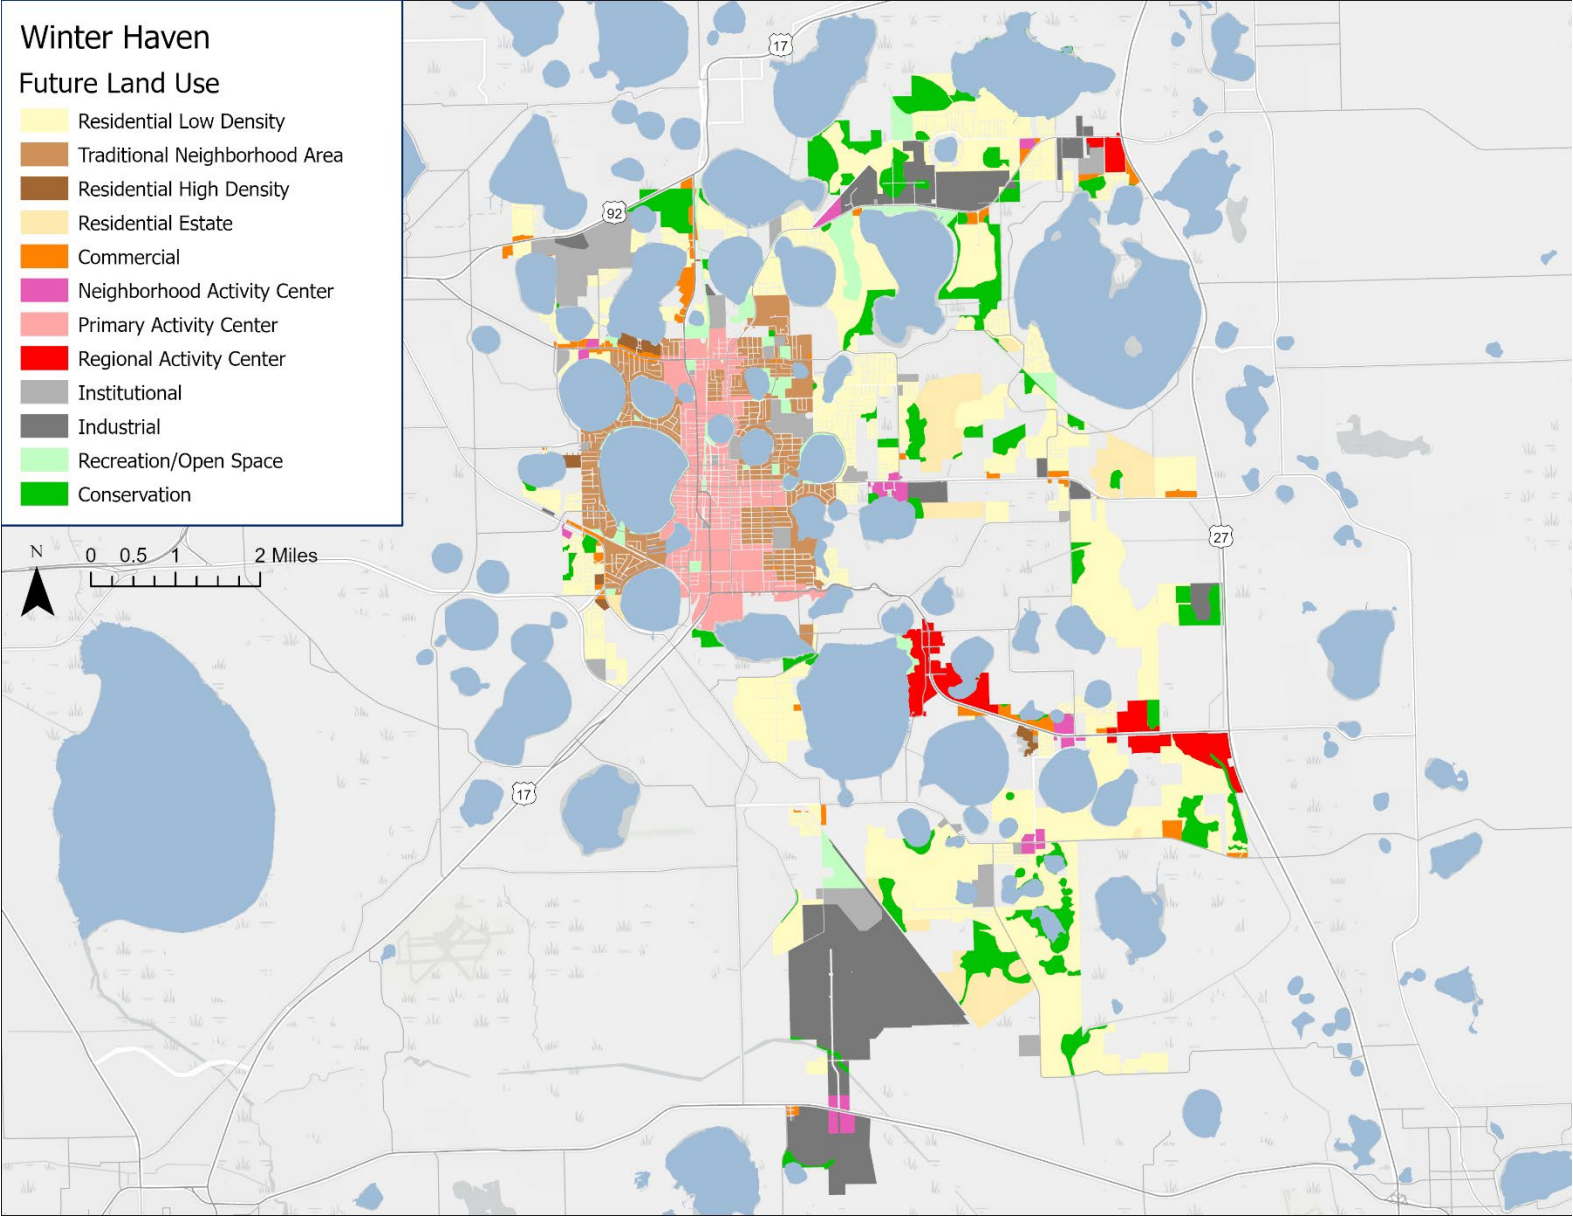 Winter Haven
Future Land Use
Residential Low Density
Traditional Neighborhood Area
Residential High Density
Residential Estate
Commercial
Neighborhood Activity Center
Primary Activity Center
Regional Activity Center
Institutional
Industrial
Recreation/Open Space
Conservation
N
0 0.5 1 2 Miles
17
92
27
17